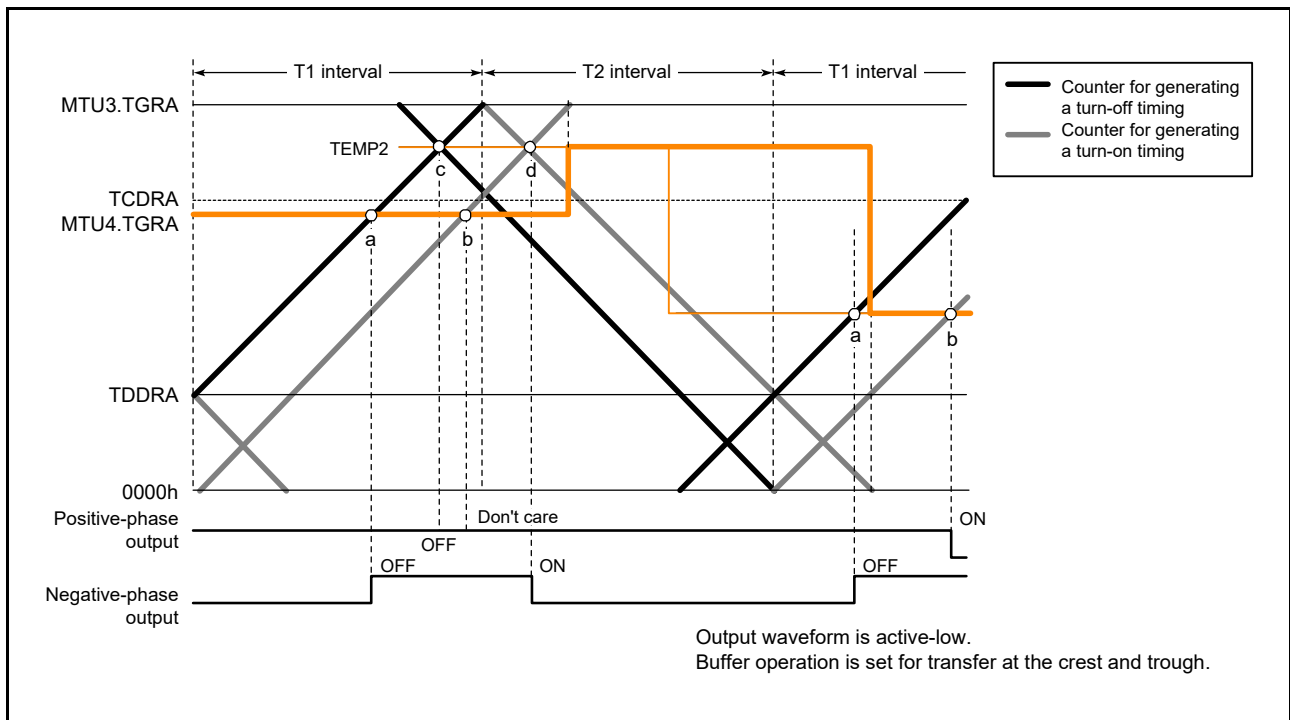 T1 interval
T2 interval
T1 interval
Counter for generating
a turn-off timing
Counter for generating
a turn-on timing
MTU3.TGRA
TEMP2
c
d
TCDRA
MTU4.TGRA
a
b
a
b
TDDRA
0000h
Positive-phase
output
Don't care
ON
OFF
OFF
ON
OFF
Negative-phase
output
Output waveform is active-low.
Buffer operation is set for transfer at the crest and trough.